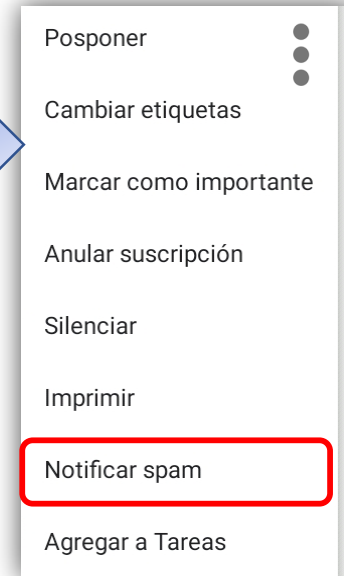 Posponer
Cambiar etiquetas
Marcar como importante
Anular suscripción
Silenciar
Imprimir
Notificar spam
Agregar a Tareas